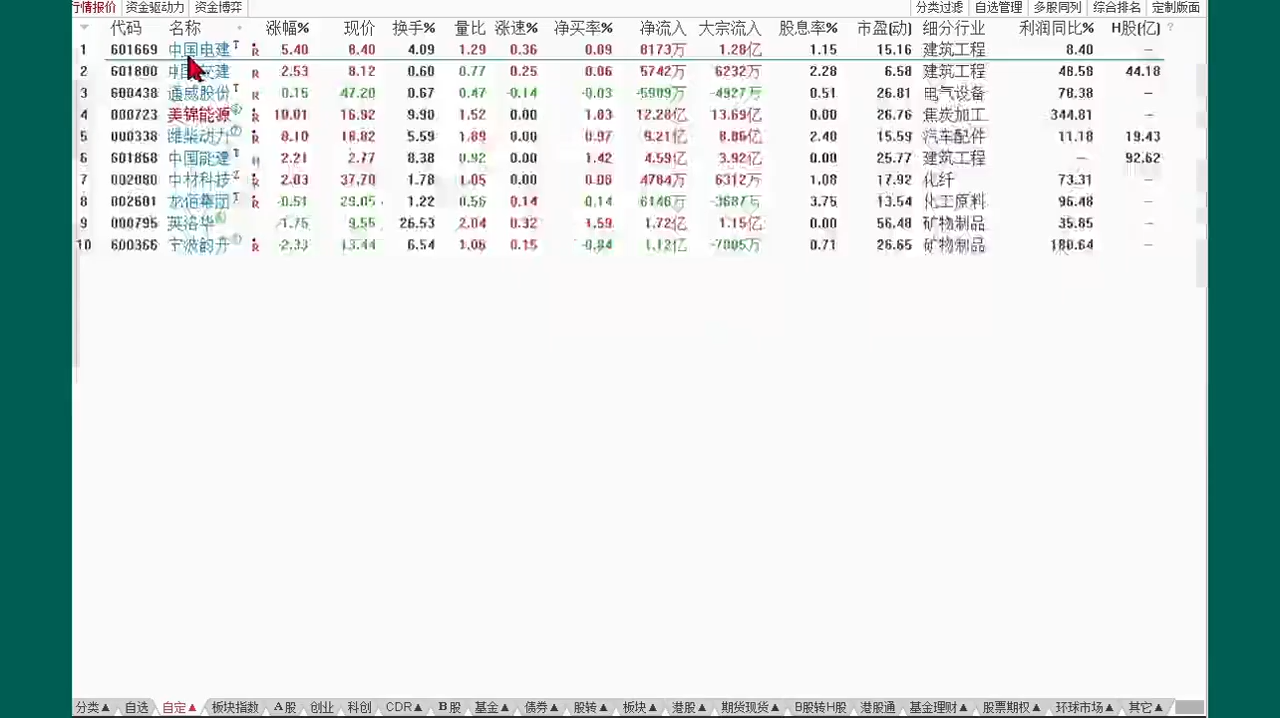 行情报价 资金驱动力 资金博弈 分类过滤 自选管理 多股同列 综合排名 定制版面
代码 名称 涨幅% 现价 换手% 量比 涨速% 净买率% 净流入 大宗流入 股息率% 市盈(动) 细分行业 利润同比% H股(亿) ?
1 601669 中国电建 T R 5.40 8.40 4.09 1.29 0.36 0.09 8173万 1.28亿 1.15 15.16 建筑工程 8.40 —
2 601800 中国交建 R 2.53 8.12 0.60 0.77 0.25 0.06 5742万 6232万 2.28 6.58 建筑工程 48.58 44.18
3 600438 通威股份 T R 0.15 47.20 0.67 0.47 -0.14 -0.03 -5909万 -4927万 0.51 26.81 电气设备 78.38 —
4 000723 美锦能源 R 10.01 16.92 9.90 1.52 0.00 1.03 12.28亿 13.69亿 0.00 26.76 焦炭加工 344.81 —
5 000338 潍柴动力 R 8.10 18.82 5.59 1.89 0.00 0.97 9.21亿 8.86亿 2.40 15.59 汽车配件 11.18 19.43
6 601868 中国能建 2.21 2.77 8.38 0.92 0.00 1.42 4.59亿 3.92亿 0.00 25.77 建筑工程 — 92.62
7 002080 中材科技 R 2.03 37.70 1.78 1.05 0.00 0.06 4784万 6312万 1.08 17.92 化纤 73.31 —
8 002601 龙佰集团 R -0.51 29.05 1.22 0.56 0.14 -0.14 -6146万 -3687万 3.75 13.54 化工原料 96.48 —
9 000795 英洛华 -1.75 9.55 26.53 2.04 0.32 1.59 1.72亿 1.15亿 0.00 56.48 矿物制品 35.85 —
10 600366 宁波韵升 R -2.33 13.44 6.54 1.08 0.15 -0.84 -7005万 0.71 26.65 矿物制品 180.64 —
分类▲ 自选 自定▲ 板块指数 A股 创业 科创 CDR▲ B股 基金▲ 债券▲ 股转▲ 板块▲ 港股▲ 期货现货▲ B股转H股 港股通 基金理财▲ 股票期权▲ 环球市场▲ 其它▲